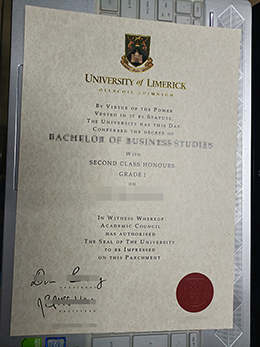 UNIVERSITY of LIMERICK
OLLSCOIL LUIMNIGH
BY VIRTUE OF THE POWER
VESTED IN IT BY STATUTE,
THE UNIVERSITY HAS THIS DAY
CONFERRED THE DEGREE OF
BACHELOR OF BUSINESS STUDIES
WITH
SECOND CLASS HONOURS
GRADE I
ON
IN WITNESS WHEREOF
ACADEMIC COUNCIL
HAS AUTHORISED
THE SEAL OF THE UNIVERSITY
TO BE IMPRESSED
ON THIS PARCHMENT